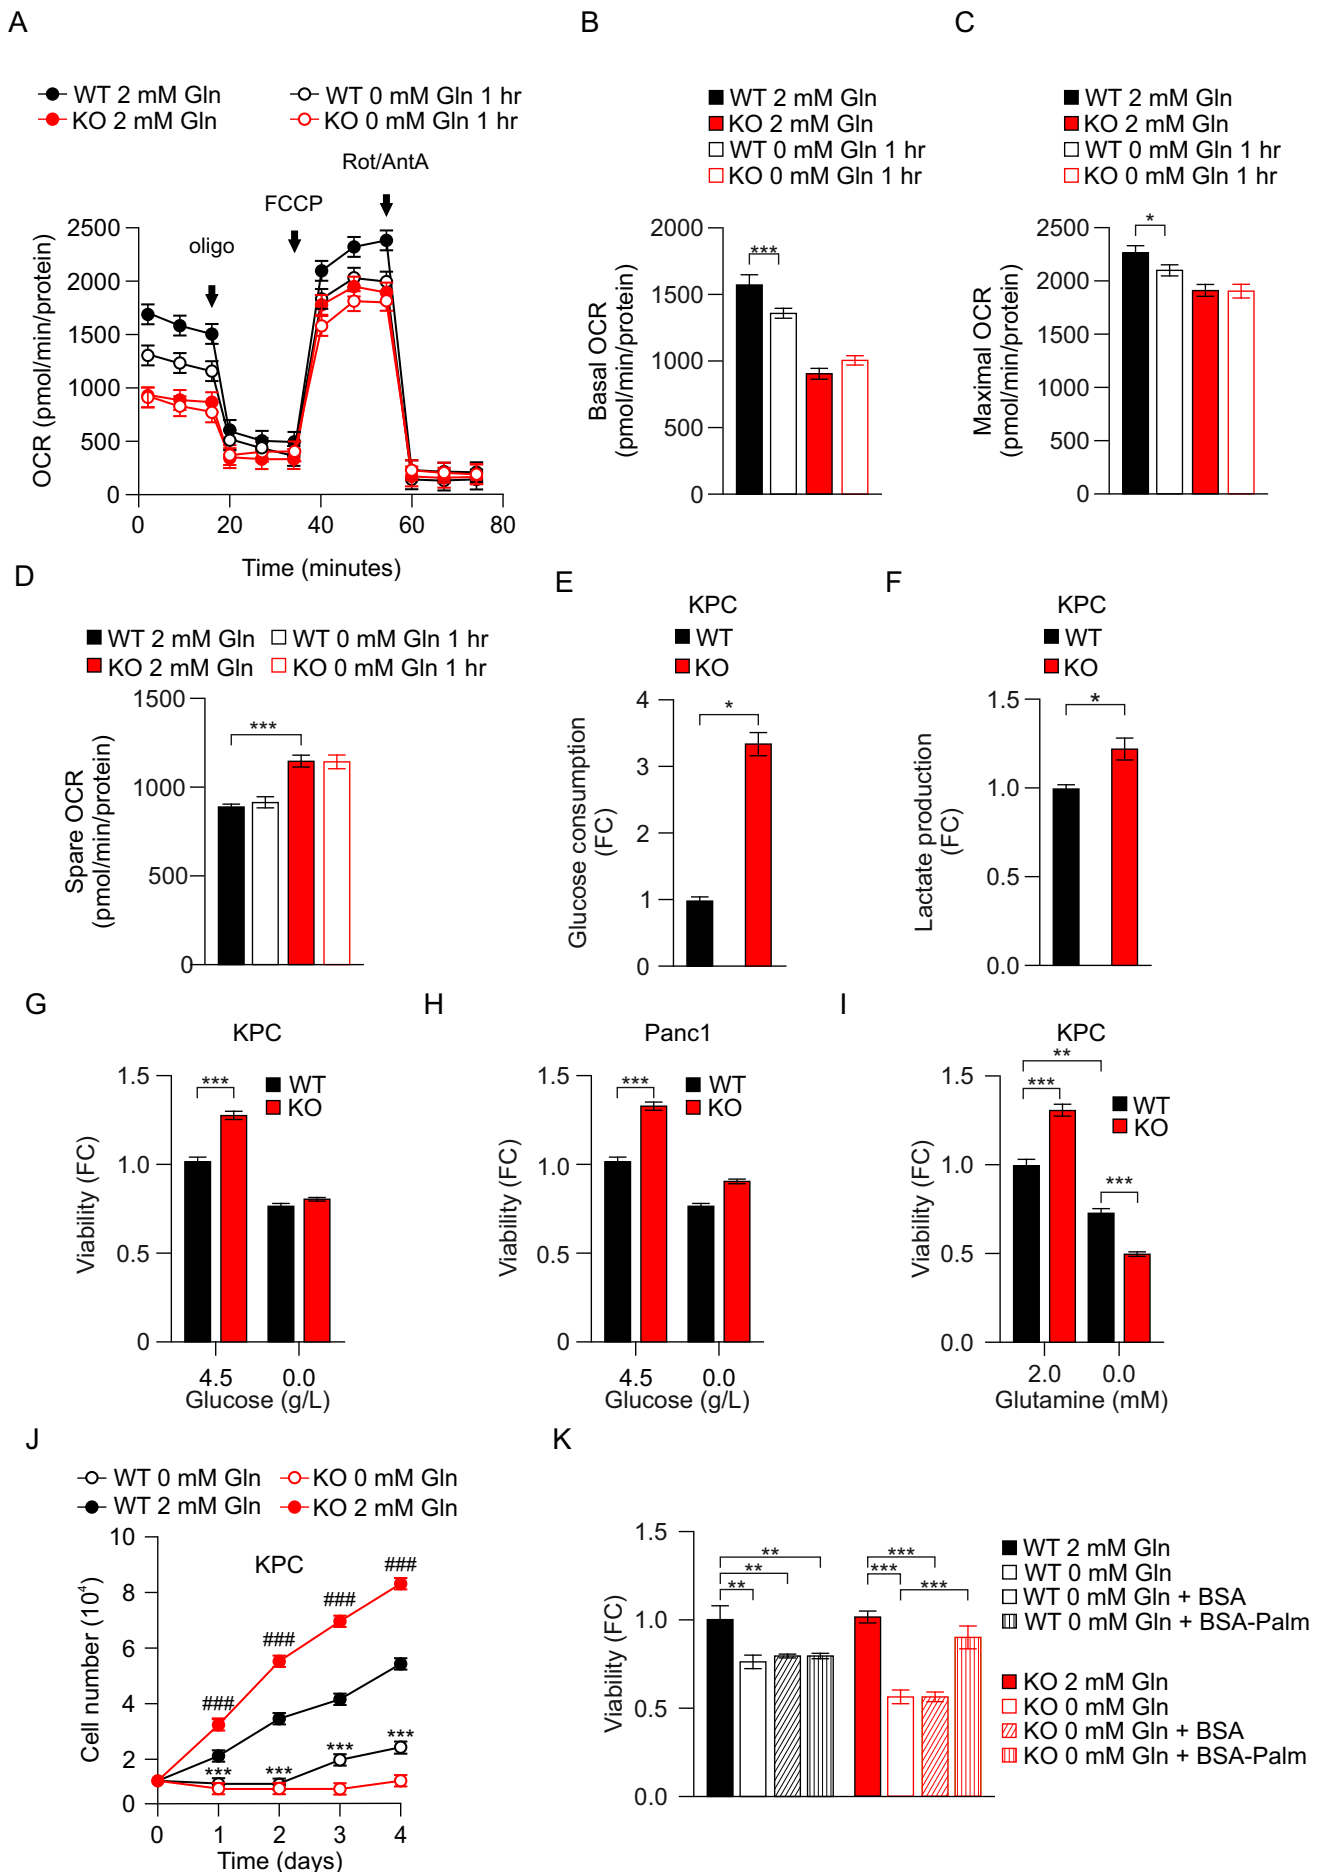 A
WT 2 mM Gln
WT 0 mM Gln 1 hr
KO 2 mM Gln
KO 0 mM Gln 1 hr
Rot/AntA
FCCP
oligo
OCR (pmol/min/protein)
2500
2000
1500
1000
500
0
0 20 40 60 80
Time (minutes)
B
WT 2 mM Gln
KO 2 mM Gln
WT 0 mM Gln 1 hr
KO 0 mM Gln 1 hr
Basal OCR
(pmol/min/protein)
2000
1500
1000
500
0
***
C
WT 2 mM Gln
KO 2 mM Gln
WT 0 mM Gln 1 hr
KO 0 mM Gln 1 hr
Maximal OCR
(pmol/min/protein)
2500
2000
1500
1000
500
0
*
D
WT 2 mM Gln
WT 0 mM Gln 1 hr
KO 2 mM Gln
KO 0 mM Gln 1 hr
Spare OCR
(pmol/min/protein)
1500
1000
500
0
***
E
KPC
WT
KO
Glucose consumption
(FC)
4
3
2
1
0
*
F
KPC
WT
KO
Lactate production
(FC)
1.5
1.0
0.5
0.0
*
G
KPC
WT
KO
Viability (FC)
1.5
1.0
0.5
0
***
4.5 0.0
Glucose (g/L)
H
Panc1
WT
KO
Viability (FC)
1.5
1.0
0.5
0
***
4.5 0.0
Glucose (g/L)
I
KPC
WT
KO
Viability (FC)
1.5
1.0
0.5
0.0
**
***
***
2.0 0.0
Glutamine (mM)
J
WT 0 mM Gln
KO 0 mM Gln
WT 2 mM Gln
KO 2 mM Gln
KPC
Cell number (10⁴)
10
8
6
4
2
0
###
###
###
###
***
***
***
***
0 1 2 3 4
Time (days)
K
Viability (FC)
1.5
1.0
0.5
0.0
**
**
**
***
***
***
WT 2 mM Gln
WT 0 mM Gln
WT 0 mM Gln + BSA
WT 0 mM Gln + BSA-Palm
KO 2 mM Gln
KO 0 mM Gln
KO 0 mM Gln + BSA
KO 0 mM Gln + BSA-Palm